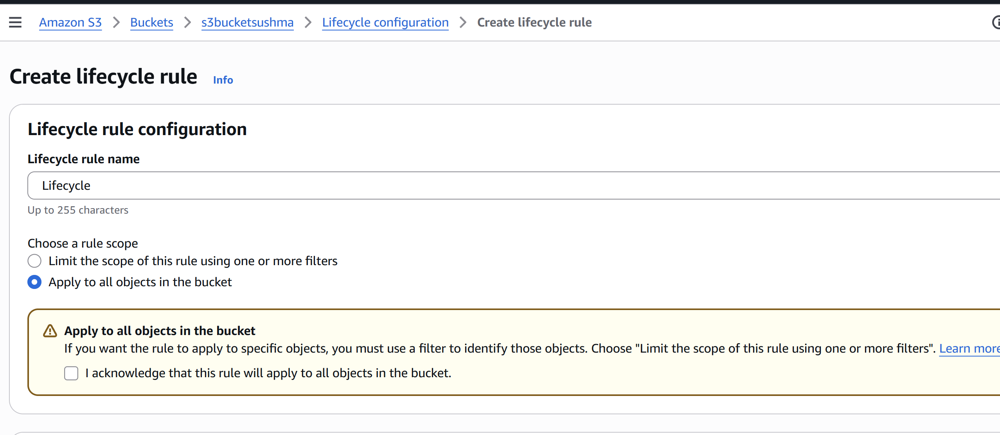 Amazon S3 > Buckets > s3bucketsushma > Lifecycle configuration > Create lifecycle rule
Create lifecycle rule Info
Lifecycle rule configuration
Lifecycle rule name
Lifecycle
Up to 255 characters
Choose a rule scope
Limit the scope of this rule using one or more filters
Apply to all objects in the bucket
Apply to all objects in the bucket
If you want the rule to apply to specific objects, you must use a filter to identify those objects. Choose "Limit the scope of this rule using one or more filters". Learn more
I acknowledge that this rule will apply to all objects in the bucket.